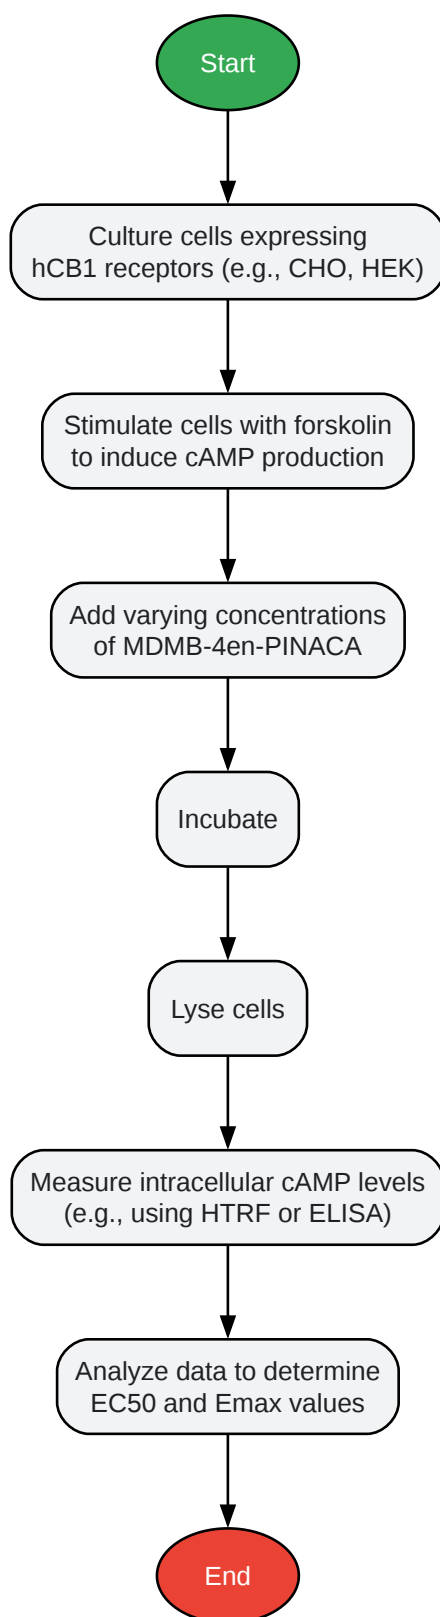 Start
Culture cells expressing
hCB1 receptors (e.g., CHO, HEK)
Stimulate cells with forskolin
to induce cAMP production
Add varying concentrations
of MDMB-4en-PINACA
Incubate
Lyse cells
Measure intracellular cAMP levels
(e.g., using HTRF or ELISA)
Analyze data to determine
EC50 and Emax values
End